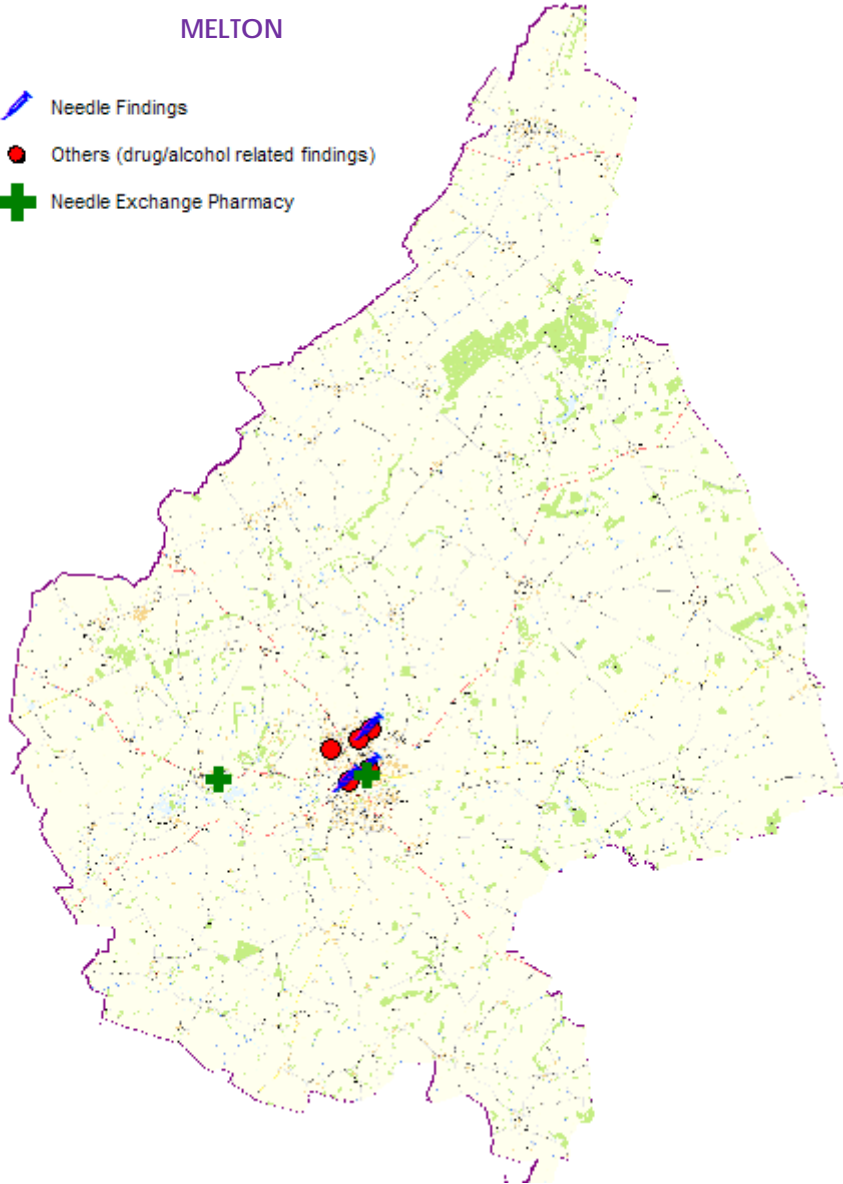 MELTON
Needle Findings
Others (drug/alcohol related findings)
Needle Exchange Pharmacy